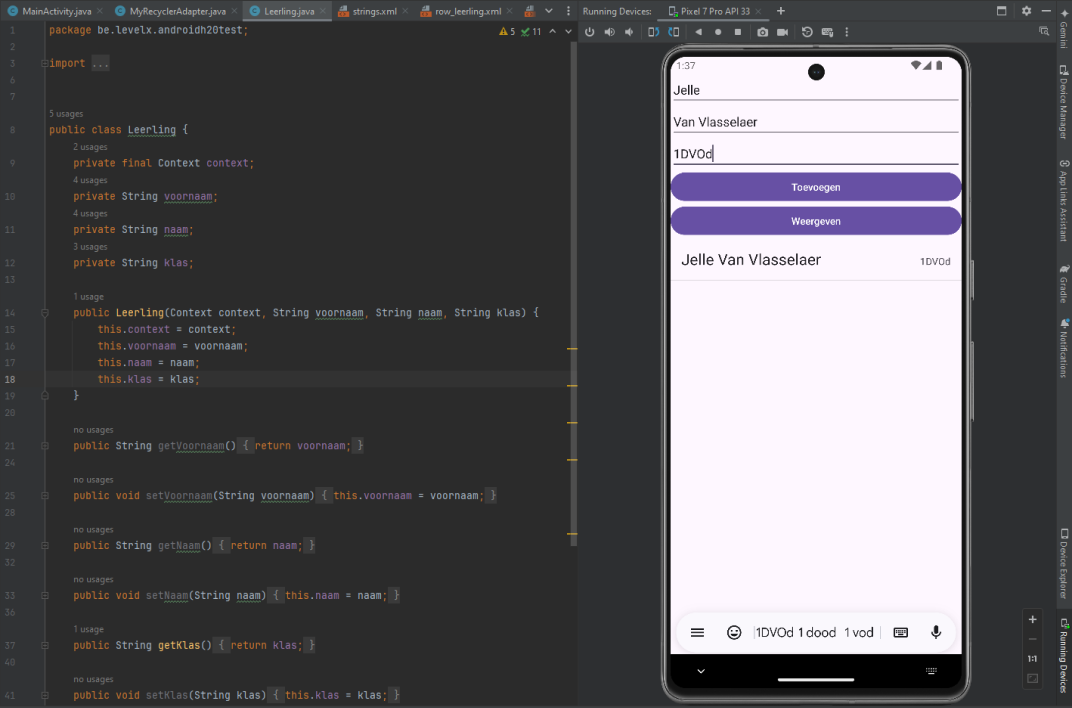 MainActivity.java
MyRecyclerAdapter.java
Leerling.java
strings.xml
row_leerling.xml
Running Devices:
Pixel 7 Pro API 33
5
11
1 package be.levelx.androidh20test;
2
3 import ...
6
7
5 usages
8 public class Leerling {
2 usages
9 private final Context context;
4 usages
10 private String voornaam;
4 usages
11 private String naam;
3 usages
12 private String klas;
13
1 usage
14 public Leerling(Context context, String voornaam, String naam, String klas) {
15 this.context = context;
16 this.voornaam = voornaam;
17 this.naam = naam;
18 this.klas = klas;
19 }
20
no usages
21 public String getVoornaam() { return voornaam; }
24
no usages
25 public void setVoornaam(String voornaam) { this.voornaam = voornaam; }
28
no usages
29 public String getNaam() { return naam; }
32
no usages
33 public void setNaam(String naam) { this.naam = naam; }
36
1 usage
37 public String getKlas() { return klas; }
40
no usages
41 public void setKlas(String klas) { this.klas = klas; }
1:37
Jelle
Van Vlasselaer
1DVOd
Toevoegen
Weergeven
Jelle Van Vlasselaer 1DVOd
1DVOd 1 dood 1 vod
1:1
Gemini
Device Manager
App Links Assistant
Gradle
Notifications
Device Explorer
Running Devices